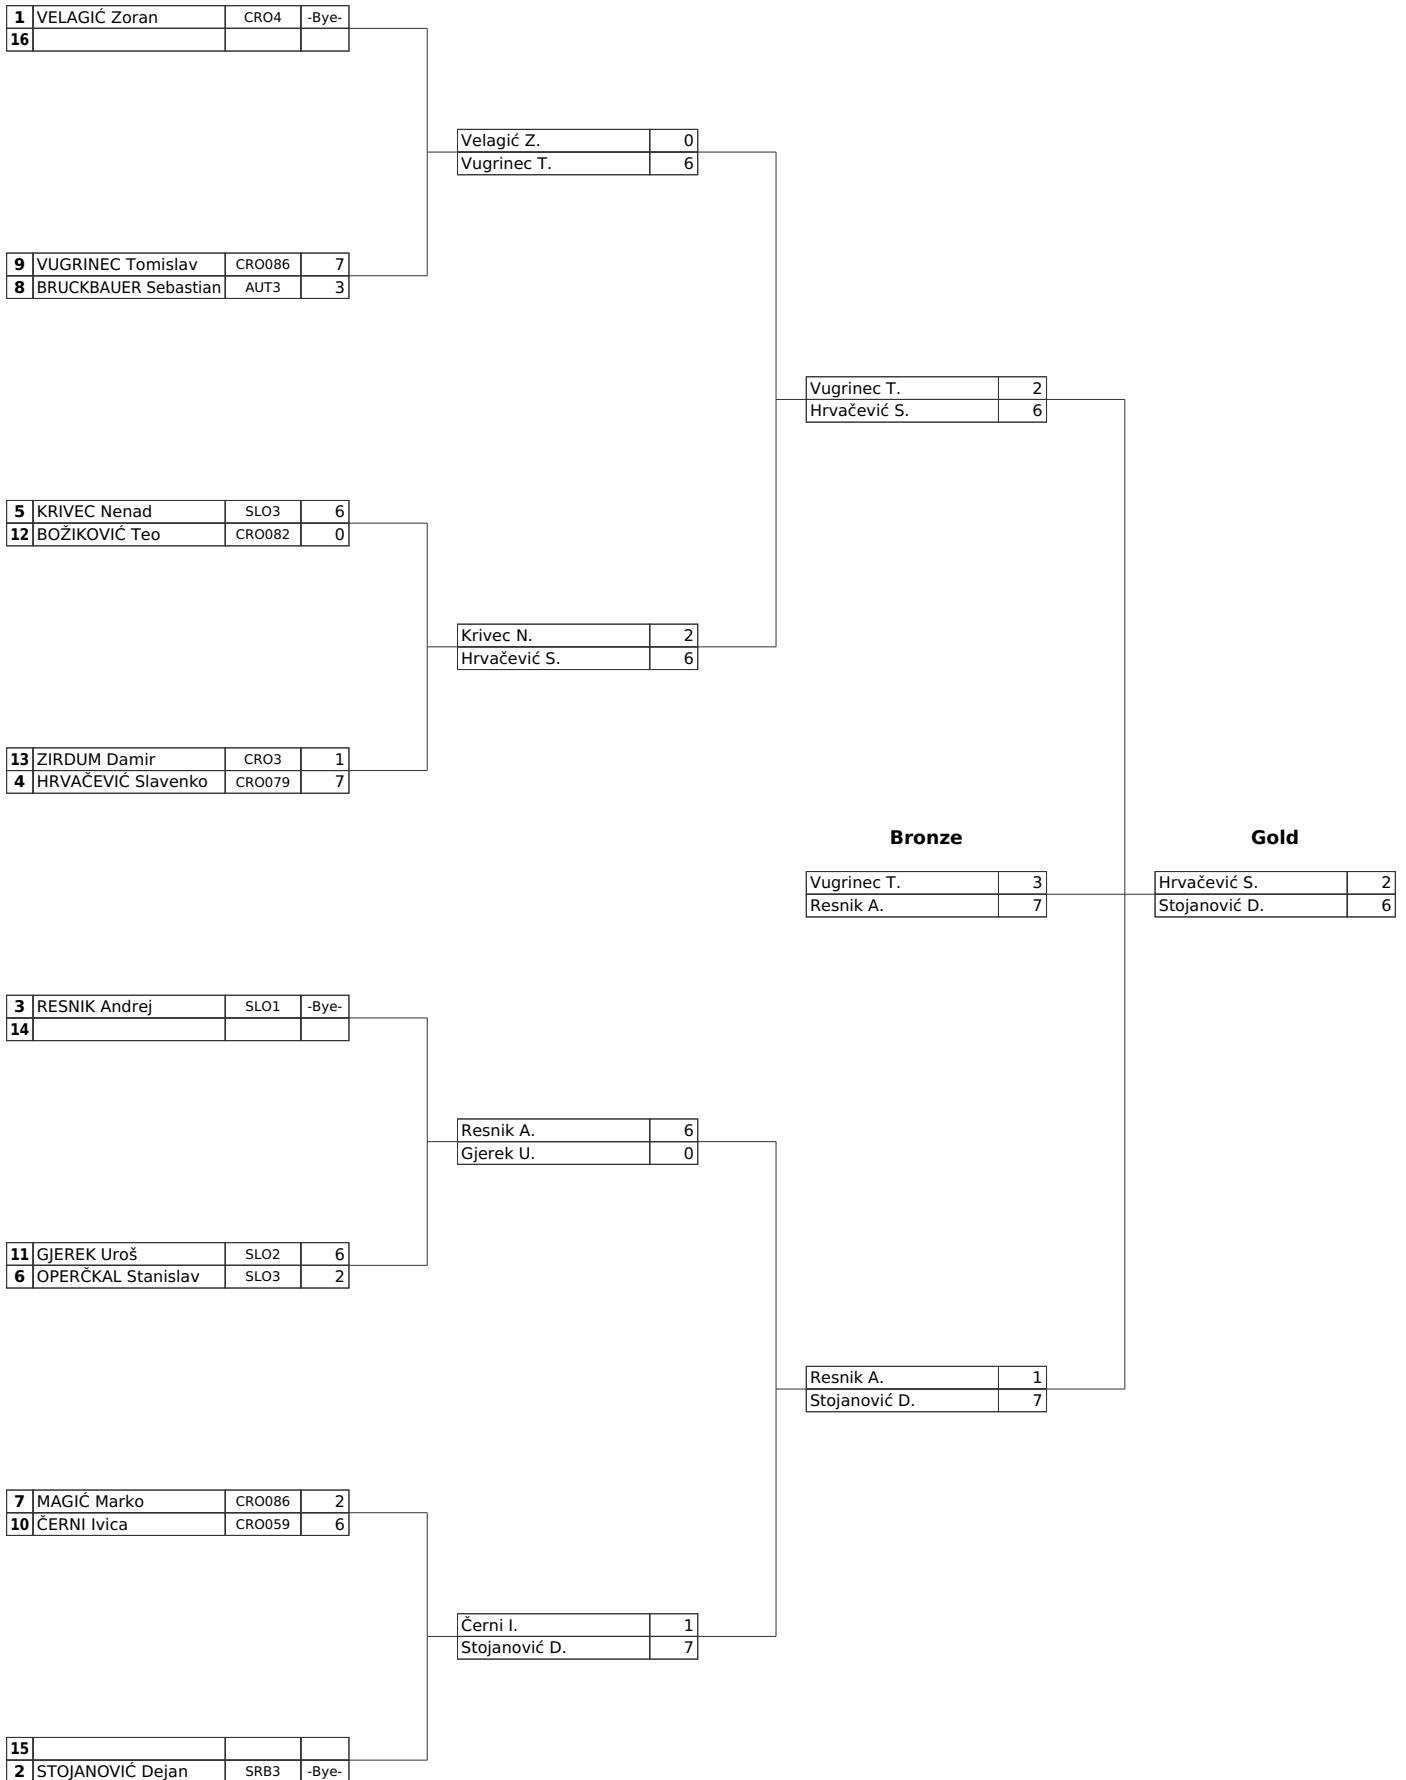 1 VELAGIĆ Zoran CRO4 -Bye-
16
Velagić Z. 0
Vugrinec T. 6
9 VUGRINEC Tomislav CRO086 7
8 BRUCKBAUER Sebastian AUT3 3
Vugrinec T. 2
Hrvačević S. 6
5 KRIVEC Nenad SLO3 6
12 BOŽIKOVIĆ Teo CRO082 0
Krivec N. 2
Hrvačević S. 6
13 ZIRDUM Damir CRO3 1
4 HRVAČEVIĆ Slavenko CRO079 7
Bronze Gold
Vugrinec T. 3 Hrvačević S. 2
Resnik A. 7 Stojanović D. 6
3 RESNIK Andrej SLO1 -Bye-
14
Resnik A. 6
Gjerek U. 0
11 GJEREK Uroš SLO2 6
6 OPERČKAL Stanislav SLO3 2
Resnik A. 1
Stojanović D. 7
7 MAGIĆ Marko CRO086 2
10 ČERNI Ivica CRO059 6
Černi I. 1
Stojanović D. 7
15
2 STOJANOVIĆ Dejan SRB3 -Bye-